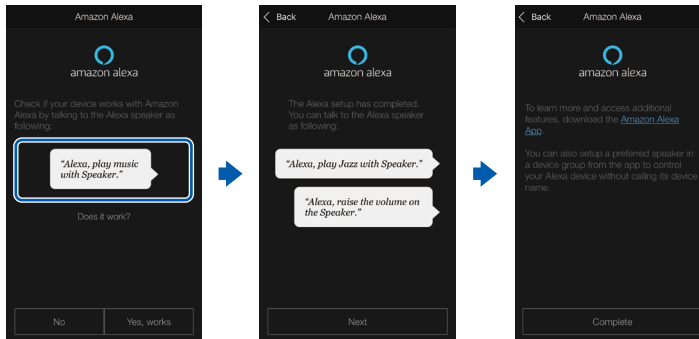 Amazon Alexa
amazon alexa
Check if your device works with Amazon
Alexa by talking to the Alexa speaker as
following:
“Alexa, play music
with Speaker.”
Does it work?
No
Yes, works
Back
Amazon Alexa
amazon alexa
The Alexa setup has completed.
You can talk to the Alexa speaker
as following:
“Alexa, play Jazz with Speaker.”
“Alexa, raise the volume on
the Speaker.”
Next
Back
Amazon Alexa
amazon alexa
To learn more and access additional
features, download the Amazon Alexa
App.
You can also setup a preferred speaker in
a device group from the app to control
your Alexa device without calling its device
name.
Complete